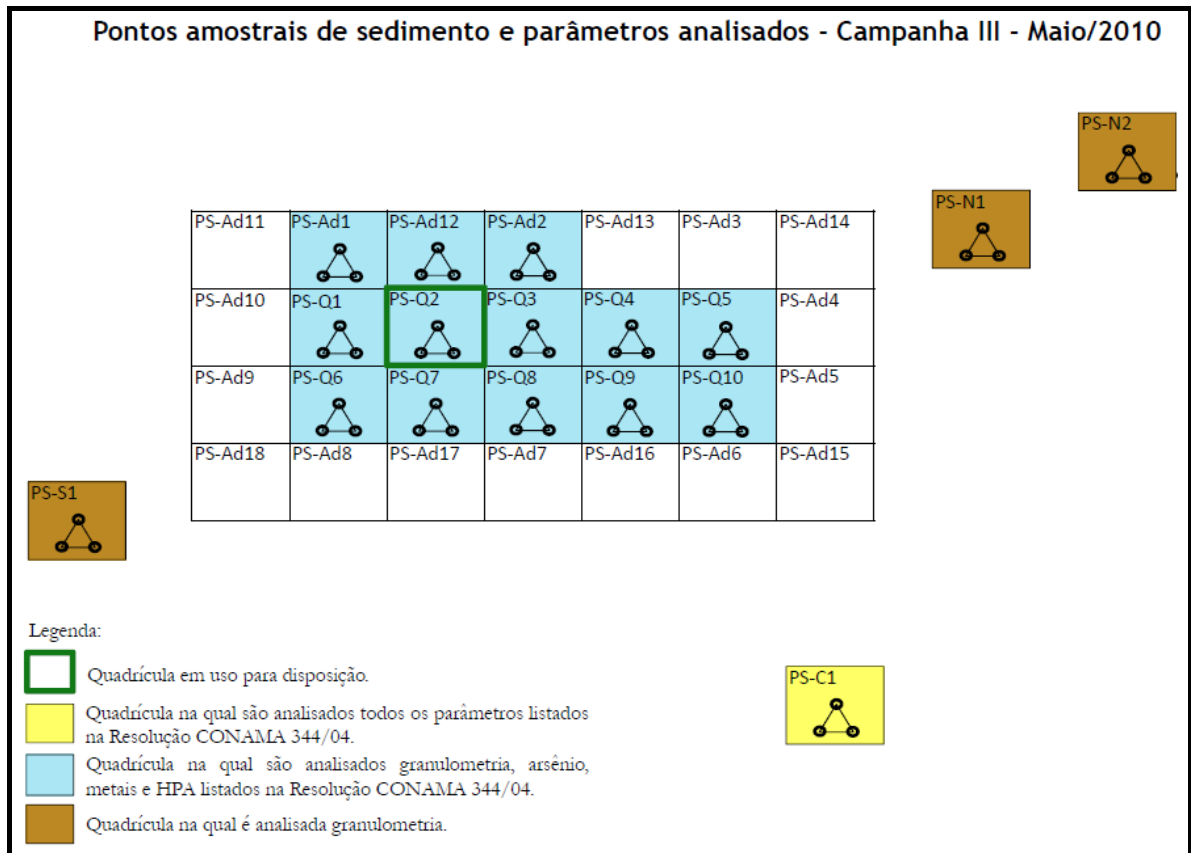 Pontos amostrais de sedimento e parâmetros analisados - Campanha III - Maio/2010
PS-N2
PS-N1
PS-Ad11 PS-Ad1 PS-Ad12 PS-Ad2 PS-Ad13 PS-Ad3 PS-Ad14
PS-Ad10 PS-Q1 PS-Q2 PS-Q3 PS-Q4 PS-Q5 PS-Ad4
PS-Ad9 PS-Q6 PS-Q7 PS-Q8 PS-Q9 PS-Q10 PS-Ad5
PS-Ad18 PS-Ad8 PS-Ad17 PS-Ad7 PS-Ad16 PS-Ad6 PS-Ad15
PS-S1
Legenda:
Quadrícula em uso para disposição.
Quadrícula na qual são analisados todos os parâmetros listados
na Resolução CONAMA 344/04.
Quadrícula na qual são analisados granulometria, arsênio,
metais e HPA listados na Resolução CONAMA 344/04.
Quadrícula na qual é analisada granulometria.
PS-C1